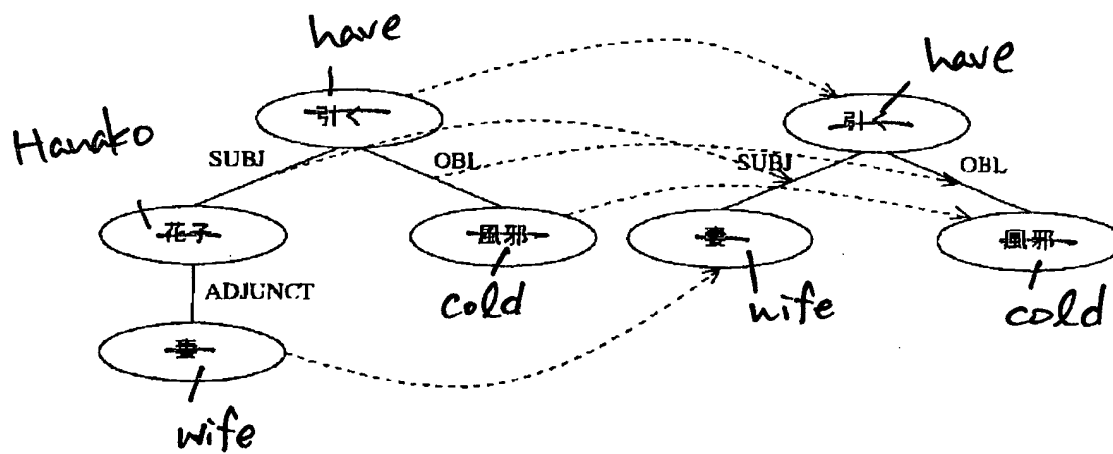 have
have
引く
引く
Hanako
SUBJ
OBL
SUBJ
OBL
花子
風邪
妻
風邪
cold
wife
cold
ADJUNCT
妻
wife